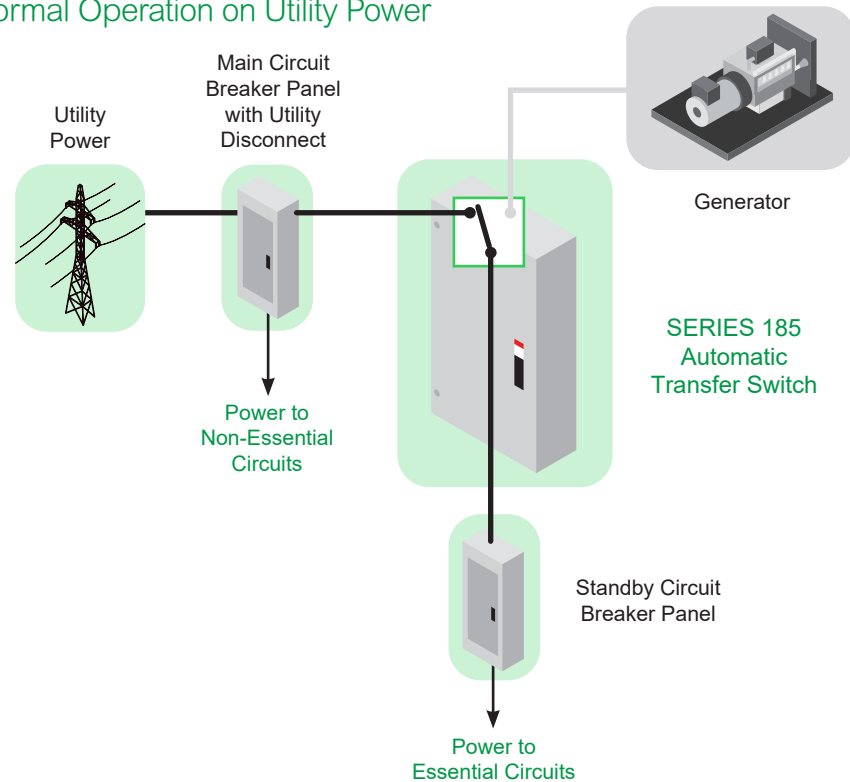 ormal Operation on Utility Power
Main Circuit
Breaker Panel
with Utility
Disconnect
Utility
Power
Generator
SERIES 185
Automatic
Transfer Switch
Power to
Non-Essential
Circuits
Standby Circuit
Breaker Panel
Power to
Essential Circuits